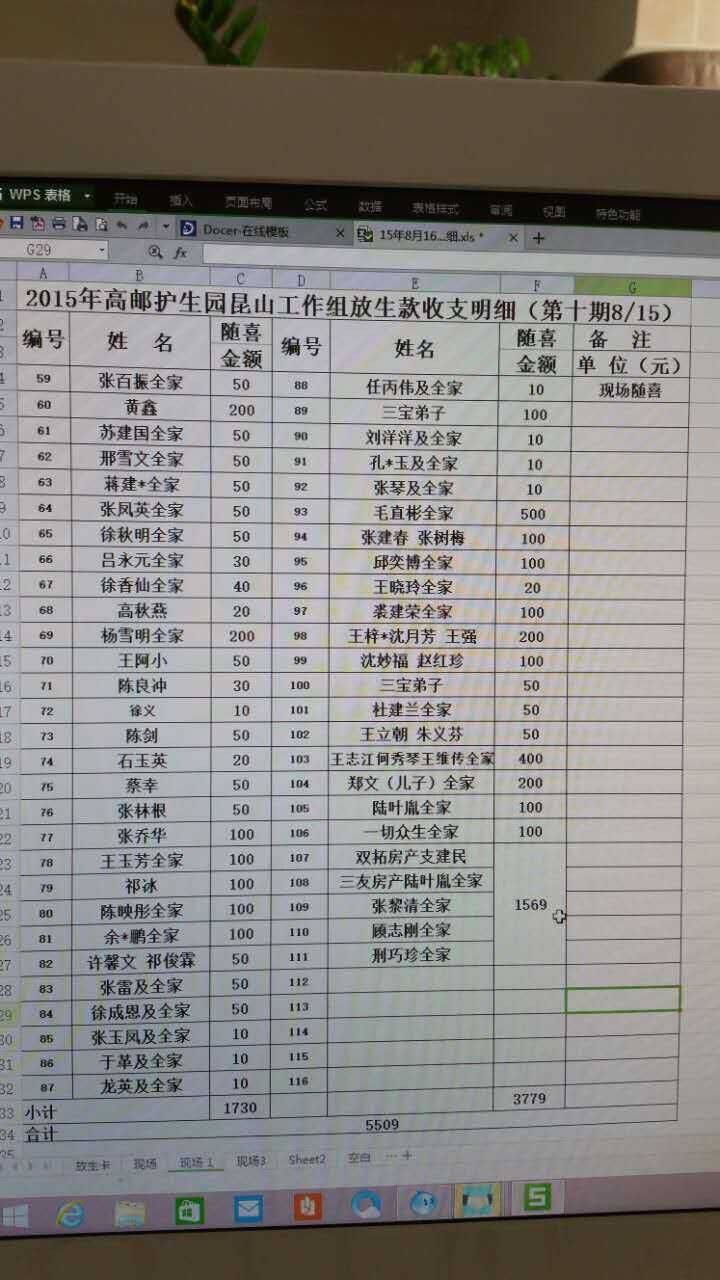 WPS 表格 开始 插入 页面布局 公式 数据 表格样式 审阅 视图 特色功能
Docer-在线模板 15年8月16...细.xls *
G29 fx
A B C D E F G
2015年高邮护生园昆山工作组放生款收支明细（第十期8/15）
编号 姓 名 随喜金额 编号 姓名 随喜金额 备 注
单 位（元）
59 张百振全家 50 88 任丙伟及全家 10 现场随喜
60 黄鑫 200 89 三宝弟子 100
61 苏建国全家 50 90 刘洋洋及全家 10
62 邢雪文全家 50 91 孔*玉及全家 10
63 蒋建*全家 50 92 张琴及全家 10
64 张凤英全家 50 93 毛直彬全家 500
65 徐秋明全家 50 94 张建春 张树梅 100
66 吕永元全家 30 95 邱奕博全家 100
67 徐香仙全家 40 96 王晓玲全家 20
68 高秋燕 20 97 裘建荣全家 100
69 杨雪明全家 200 98 王梓*沈月芳 王强 200
70 王阿小 50 99 沈妙福 赵红珍 100
71 陈良冲 30 100 三宝弟子 50
72 徐义 10 101 杜建兰全家 50
73 陈剑 50 102 王立朝 朱义芬 50
74 石玉英 20 103 王志江何秀琴王维传全家 400
75 蔡幸 50 104 郑文（儿子）全家 200
76 张林根 50 105 陆叶胤全家 100
77 张乔华 100 106 一切众生全家 100
78 王玉芳全家 100 107 双拓房产支建民
79 祁冰 100 108 三友房产陆叶胤全家
80 陈映彤全家 100 109 张黎清全家 1569
81 余*鹏全家 100 110 顾志刚全家
82 许馨文 祁俊霖 50 111 刑巧珍全家
83 张雷及全家 50 112
84 徐成恩及全家 50 113
85 张玉凤及全家 10 114
86 于革及全家 10 115
87 龙英及全家 10 116
小计 1730 3779
合计 5509
放生卡 现场 现场 1 现场3 Sheet2 空白 ... +